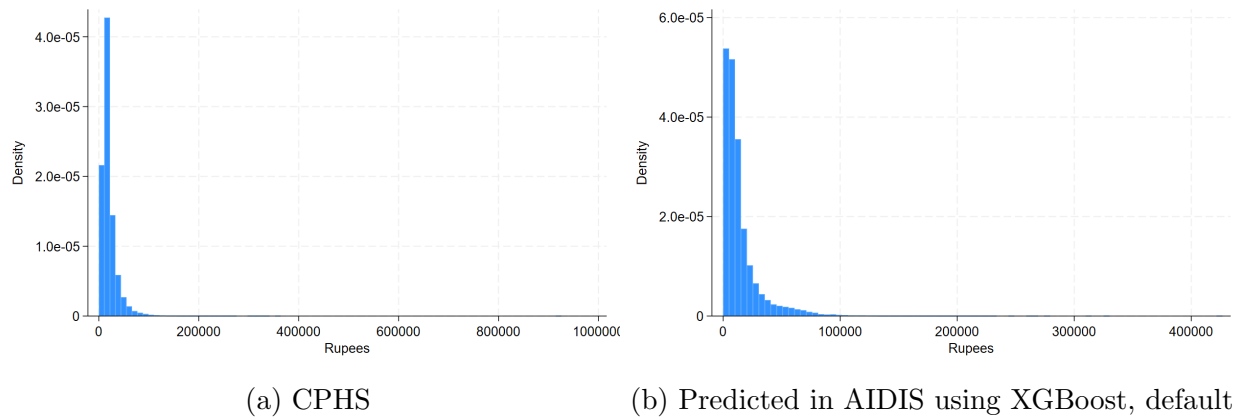 4.0e-05
3.0e-05
2.0e-05
1.0e-05
0
Density
0 200000 400000 600000 800000 100000
Rupees
(a) CPHS
6.0e-05
4.0e-05
2.0e-05
0
Density
0 100000 200000 300000 400000
Rupees
(b) Predicted in AIDIS using XGBoost, default